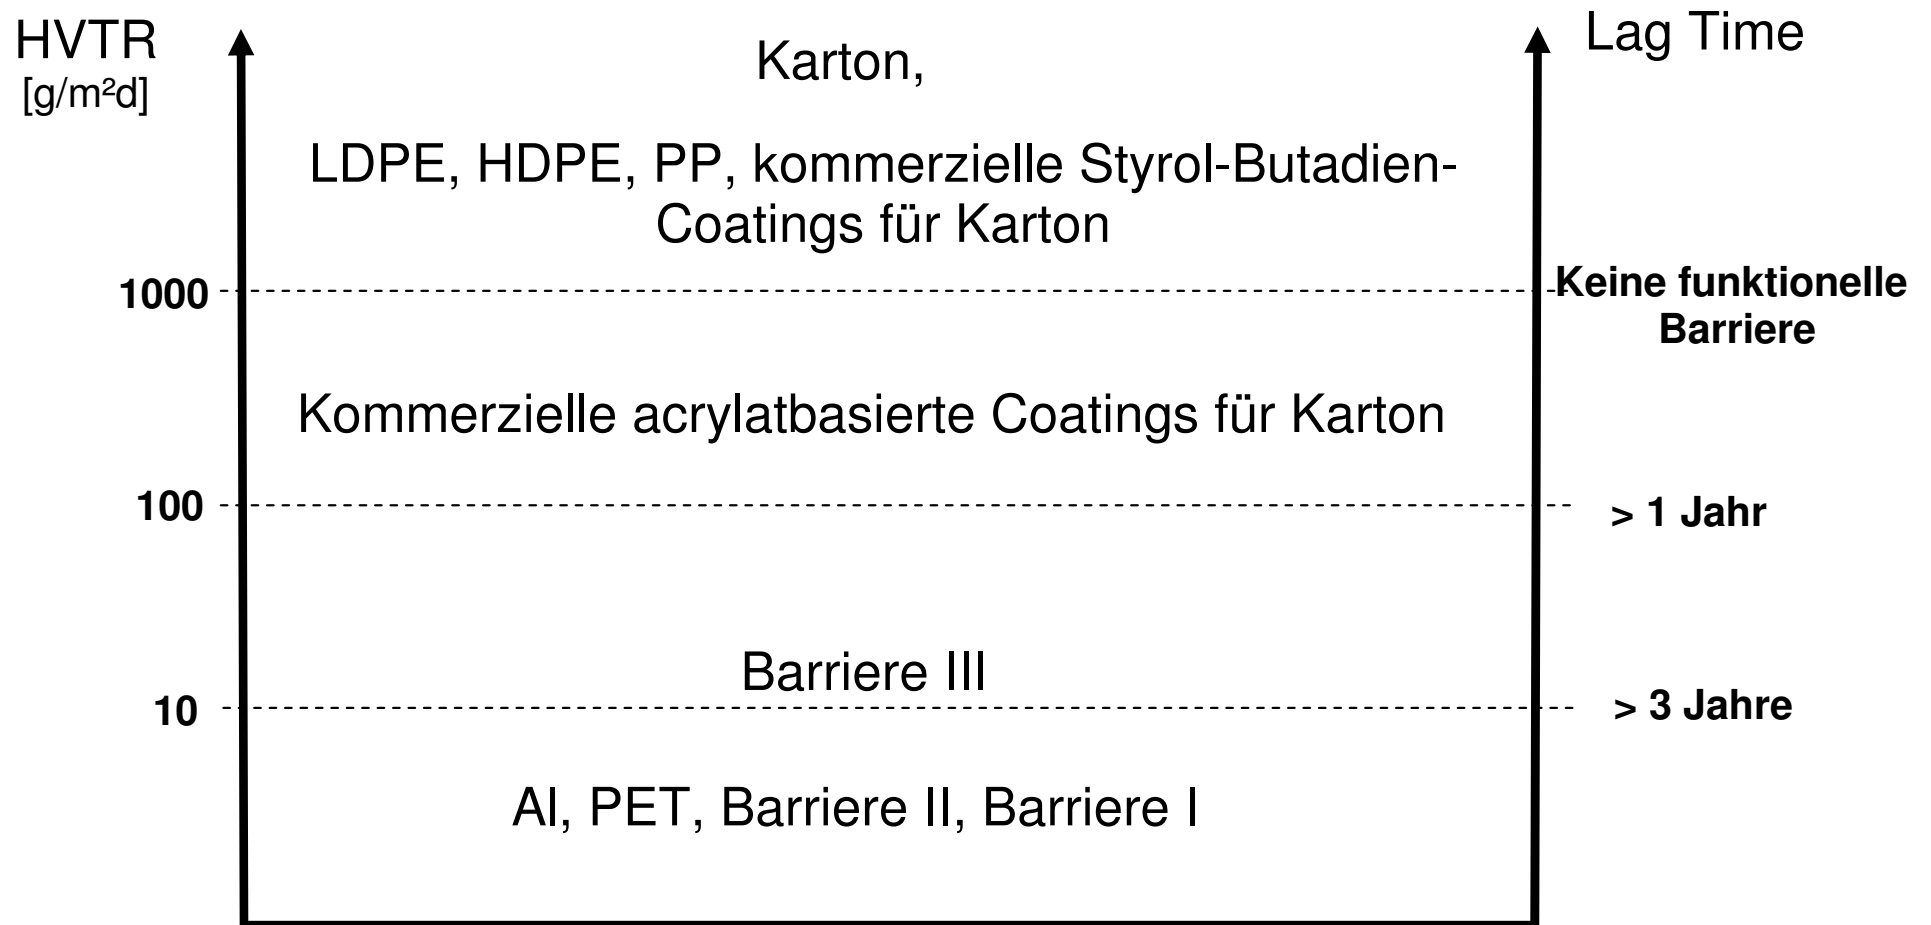 HVTR
[g/m²d]
Lag Time
Karton,
LDPE, HDPE, PP, kommerzielle Styrol-Butadien-
Coatings für Karton
1000
Keine funktionelle
Barriere
Kommerzielle acrylatbasierte Coatings für Karton
100
> 1 Jahr
Barriere III
10
> 3 Jahre
Al, PET, Barriere II, Barriere I